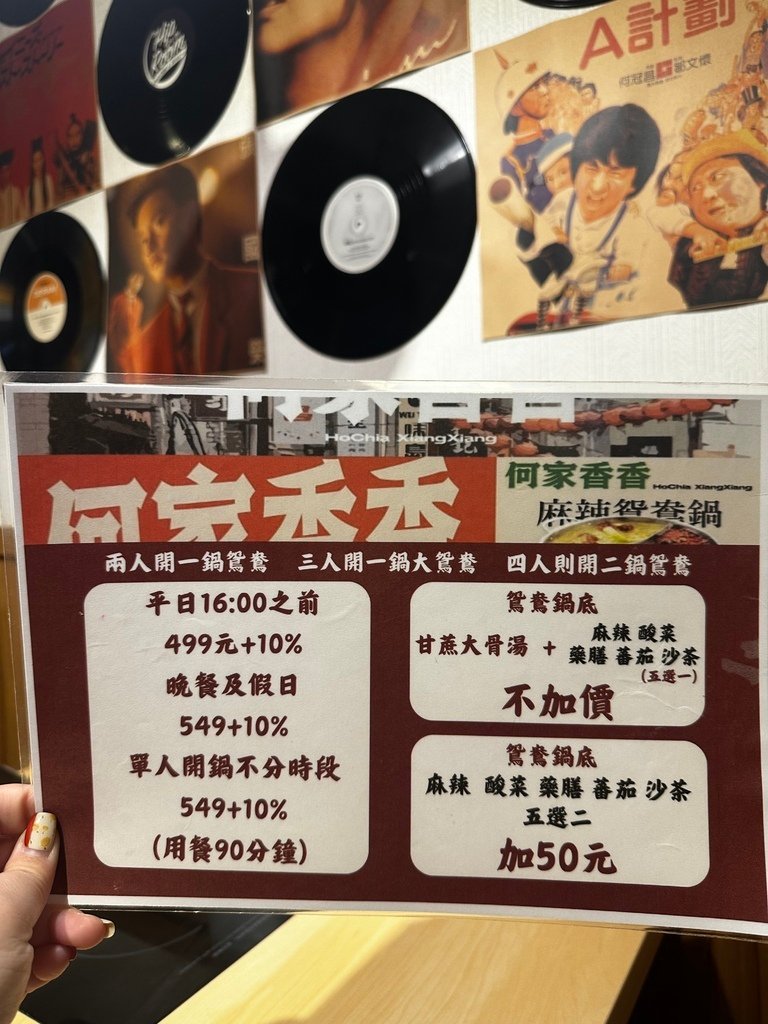 A計劃
何冠昌 鄒文懷
HoChia XiangXiang
何家香香
何家香香 HoChia XiangXiang
麻辣鴛鴦鍋
兩人開一鍋鴛鴦 三人開一鍋大鴛鴦 四人則開二鍋鴛鴦
平日16:00之前
499元+10%
晚餐及假日
549+10%
單人開鍋不分時段
549+10%
(用餐90分鐘)
鴛鴦鍋底
甘蔗大骨湯 + 麻辣 酸菜
藥膳 蕃茄 沙茶
(五選一)
不加價
鴛鴦鍋底
麻辣 酸菜 藥膳 蕃茄 沙茶
五選二
加50元